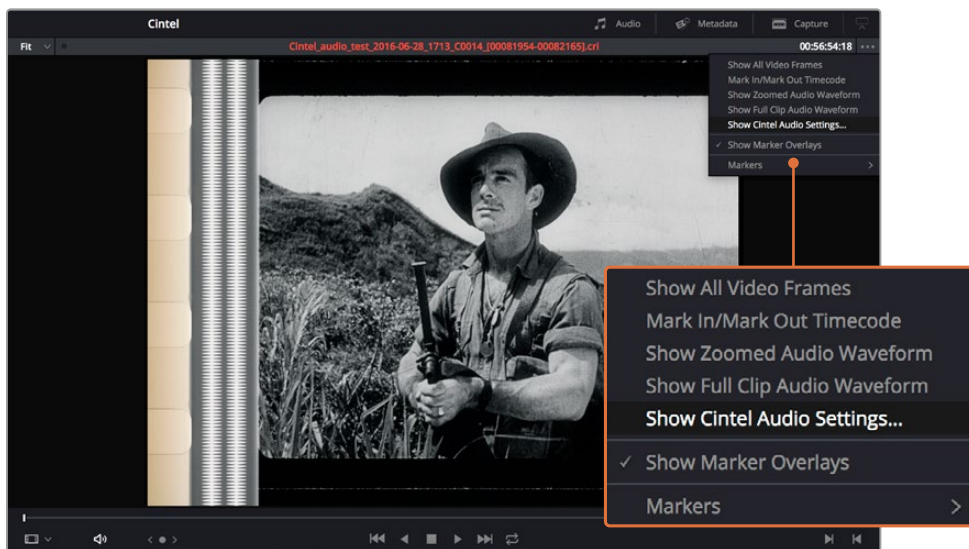 Cintel
Audio
Metadata
Capture
Fit
Cintel_audio_test_2016-06-28_1713_C0014_[00081954-00082165].cri
00:56:54:18
Show All Video Frames
Mark In/Mark Out Timecode
Show Zoomed Audio Waveform
Show Full Clip Audio Waveform
Show Cintel Audio Settings...
Show Marker Overlays
Markers
Show All Video Frames
Mark In/Mark Out Timecode
Show Zoomed Audio Waveform
Show Full Clip Audio Waveform
Show Cintel Audio Settings...
Show Marker Overlays
Markers